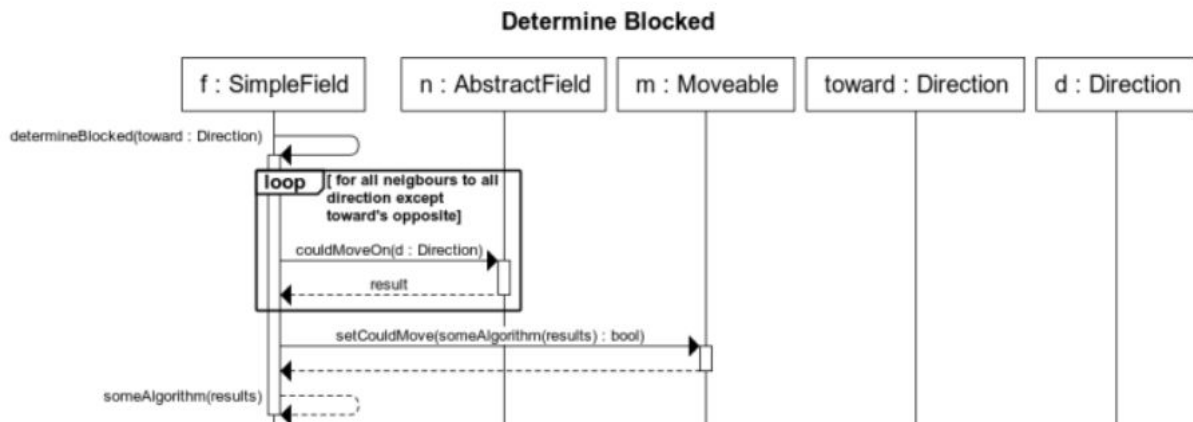 Determine Blocked
f : SimpleField
n : AbstractField
m : Moveable
toward : Direction
d : Direction
determineBlocked(toward : Direction)
loop
[ for all neigbours to all
direction except
toward's opposite]
couldMoveOn(d : Direction)
result
setCouldMove(someAlgorithm(results) : bool)
someAlgorithm(results)